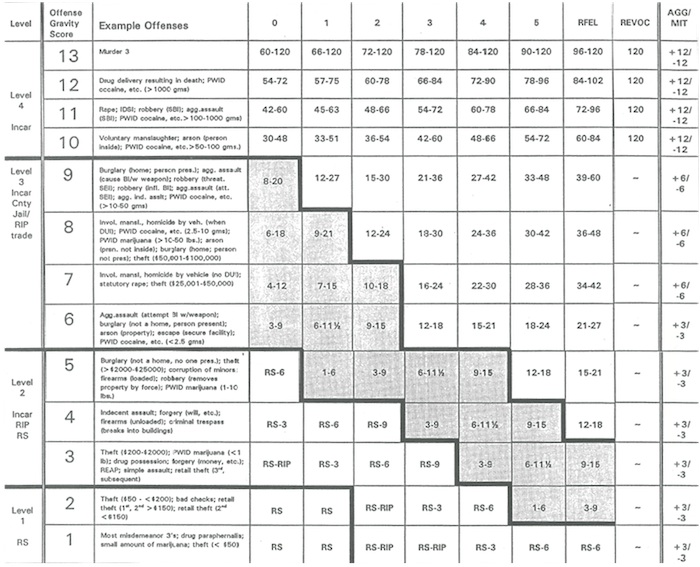 Level Offense Gravity Score Example Offenses 0 1 2 3 4 5 RFEL REVOC AGG/ MIT
Level 4 Incar
13 Murder 3 60-120 66-120 72-120 78-120 84-120 90-120 96-120 120 +12/ -12
12 Drug delivery resulting in death; PWID cocaine, etc. (>1000 gms) 54-72 57-75 60-78 66-84 72-90 78-96 84-102 120 +12/ -12
11 Rape; IDSI; robbery (SBI); agg.assault (SBI); PWID cocaine, etc.>100-1000 gms) 42-60 45-63 48-66 54-72 60-78 66-84 72-96 120 +12/ -12
10 Voluntary manslaughter; arson (person inside); PWID cocaine, etc.>50-100 gms.) 30-48 33-51 36-54 42-60 48-66 54-72 60-84 120 +12/ -12
Level 3 Incar Cnty Jail/ RIP trade
9 Burglary (home; person pres.); agg. assault (cause BI/w weapon); robbery (threat. SBI); robbery (infl. BI); agg.assault (att. SBI); agg. ind. asslt; PWID cocaine, etc. (>10-50 gms) 8-20 12-27 15-30 21-36 27-42 33-48 39-60 ~ +6/ -6
8 Invol. mansl., homicide by veh. (when DUI); PWID cocaine, etc. (2.5-10 gms); PWID marijuana (>10-50 lbs.); arson (prsn. not inside); burglary (home; person not pres); theft ($50,001-$100,000) 6-18 9-21 12-24 18-30 24-36 30-42 36-48 ~ +6/ -6
7 Invol. mansl, homicide by vehicle (no DUI); statutory rape; theft ($25,001-$50,000) 4-12 7-15 10-18 16-24 22-30 28-36 34-42 ~ +6/ -6
6 Agg.assault (attempt BI w/weapon); burglary (not a home, person present); arson (property); escape (secure facility); PWID cocaine, etc. (<2.5 gms) 3-9 6-11½ 9-15 12-18 15-21 18-24 21-27 ~ +3/ -3
Level 2 Incar RIP RS
5 Burglary (not a home, no one pres.); theft (>$2000-$25000); corruption of minors; firearms (loaded); robbery (removes property by force); PWID marijuana (1-10 lbs.) RS-6 1-6 3-9 6-11½ 9-15 12-18 15-21 ~ +3/ -3
4 Indecent assault; forgery (will, etc.); firearms (unloaded); criminal trespass (breaks into buildings) RS-3 RS-6 RS-9 3-9 6-11½ 9-15 12-18 ~ +3/ -3
3 Theft ($200-$2000); PWID marijuana (<1 lb); drug possession; forgery (money, etc.); REAP; simple assault; retail theft (3rd, subsequent) RS-RIP RS-3 RS-6 RS-9 3-9 6-11½ 9-15 ~ +3/ -3
Level 1 RS
2 Theft ($50 - <$200); bad checks; retail theft (1st, 2nd >$150); retail theft (2nd <$150) RS RS RS-RIP RS-3 RS-6 1-6 3-9 ~ +3/ -3
1 Most misdemeanor 3's; drug paraphernalia; small amount of marijuana; theft (< $50) RS RS RS-RIP RS-RIP RS-3 RS-6 RS-6 ~ +3/ -3